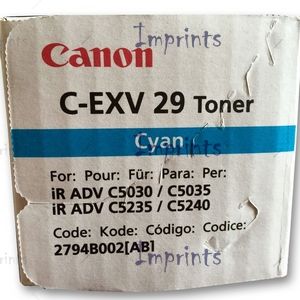 Imprints
Canon
C-EXV 29 Toner
Cyan
For: Pour: Für: Para: Per:
iR ADV C5030 / C5035
iR ADV C5235 / C5240
Code: Kode: Código: Codice:
2794B002[AB]
Imprints